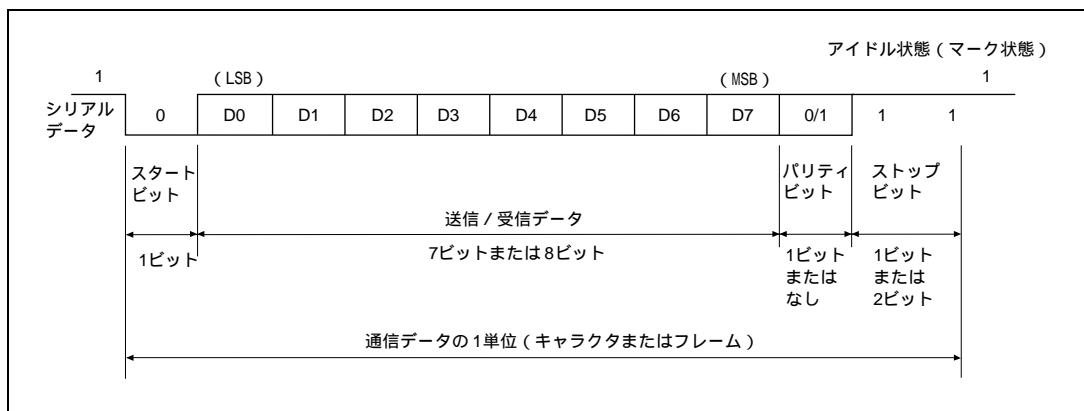 アイドル状態(マーク状態)
1 (LSB) (MSB) 1
シリアル
データ
0 D0 D1 D2 D3 D4 D5 D6 D7 0/1 1 1
スタート
ビット
パリティ
ビット
ストップ
ビット
送信/受信データ
1ビット
7ビットまたは8ビット
1ビット
または
なし
1ビット
または
2ビット
通信データの1単位(キャラクタまたはフレーム)